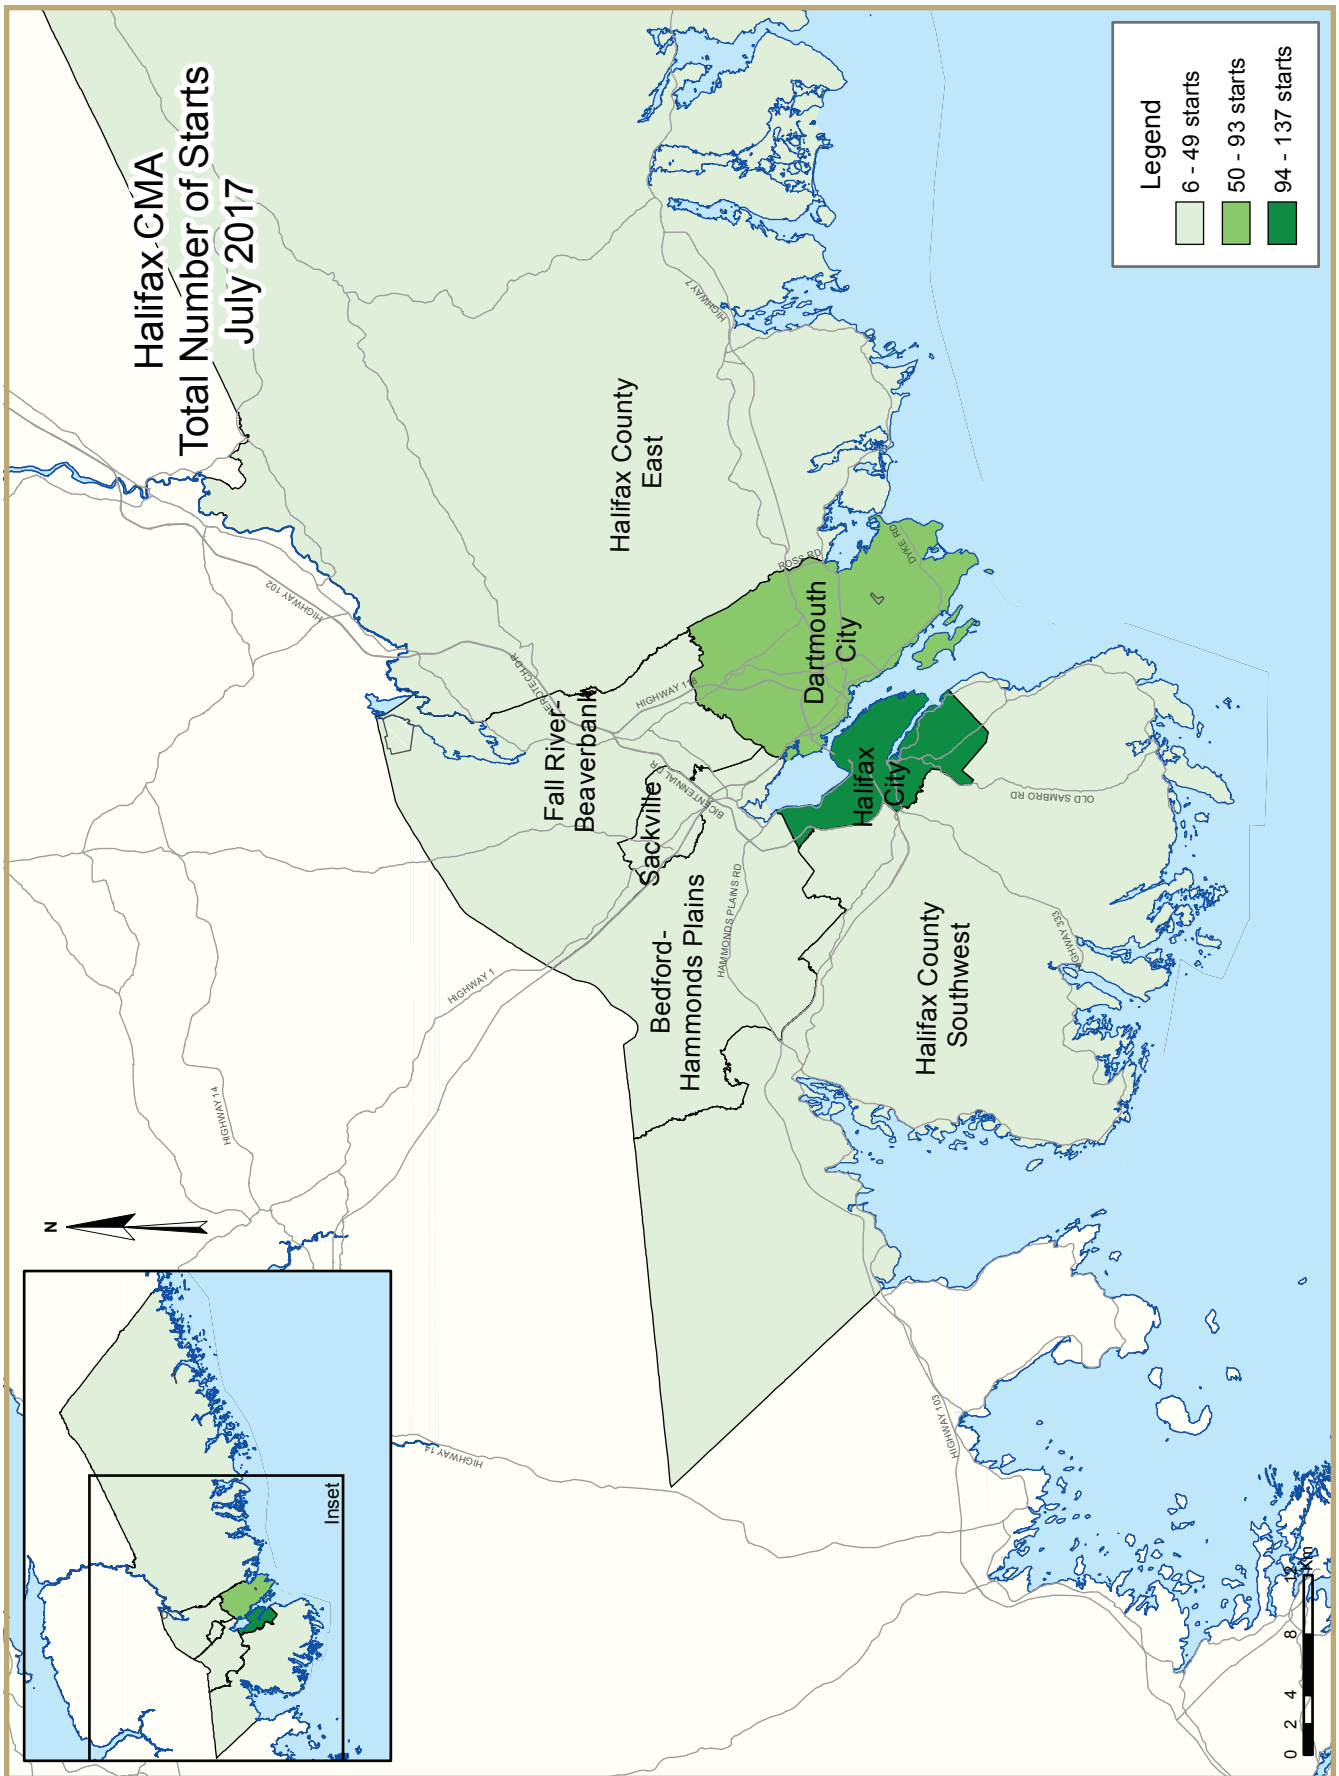 Halifax CMA
Total Number of Starts
July 2017
N
Inset
HIGHWAY 14
HIGHWAY 1
HIGHWAY 102
HIGHWAY 14
Fall River-
Beaverbank
Sackville
Bedford-
Hammonds Plains
Halifax County
East
Dartmouth
City
Halifax
City
Halifax County
Southwest
HIGHWAY 7
ROSS RD
DYKE RD
BICENTENNIAL DR
HAMMONDS PLAINS RD
OLD SAMBRO RD
HIGHWAY 103
Legend
6 - 49 starts
50 - 93 starts
94 - 137 starts
0 2 4 8 12
Km